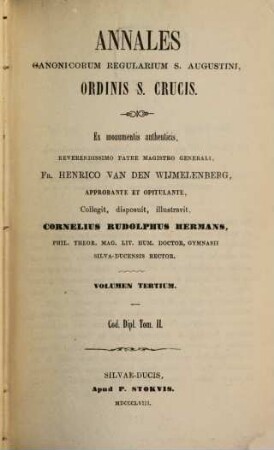 ANNALES
CANONICORUM REGULARIUM S. AUGUSTINI,
ORDINIS S. CRUCIS.
Ex monumentis authenticis,
REVERENDISSIMO PATRE MAGISTRO GENERALI,
FR. HENRICO VAN DEN WIJMELENBERG,
APPROBANTE ET OPITULANTE,
Collegit, disposuit, illustravit
CORNELIUS RUDOLPHUS HERMANS,
PHIL. THEOR. MAG. LIT. HUM. DOCTOR, GYMNASII
SILVA-DUCENSIS RECTOR.
VOLUMEN TERTIUM.
Cod. Dipl. Tom. II.
SILVAE-DUCIS,
Apud P. STOKVIS.
MDCCCLVIII.